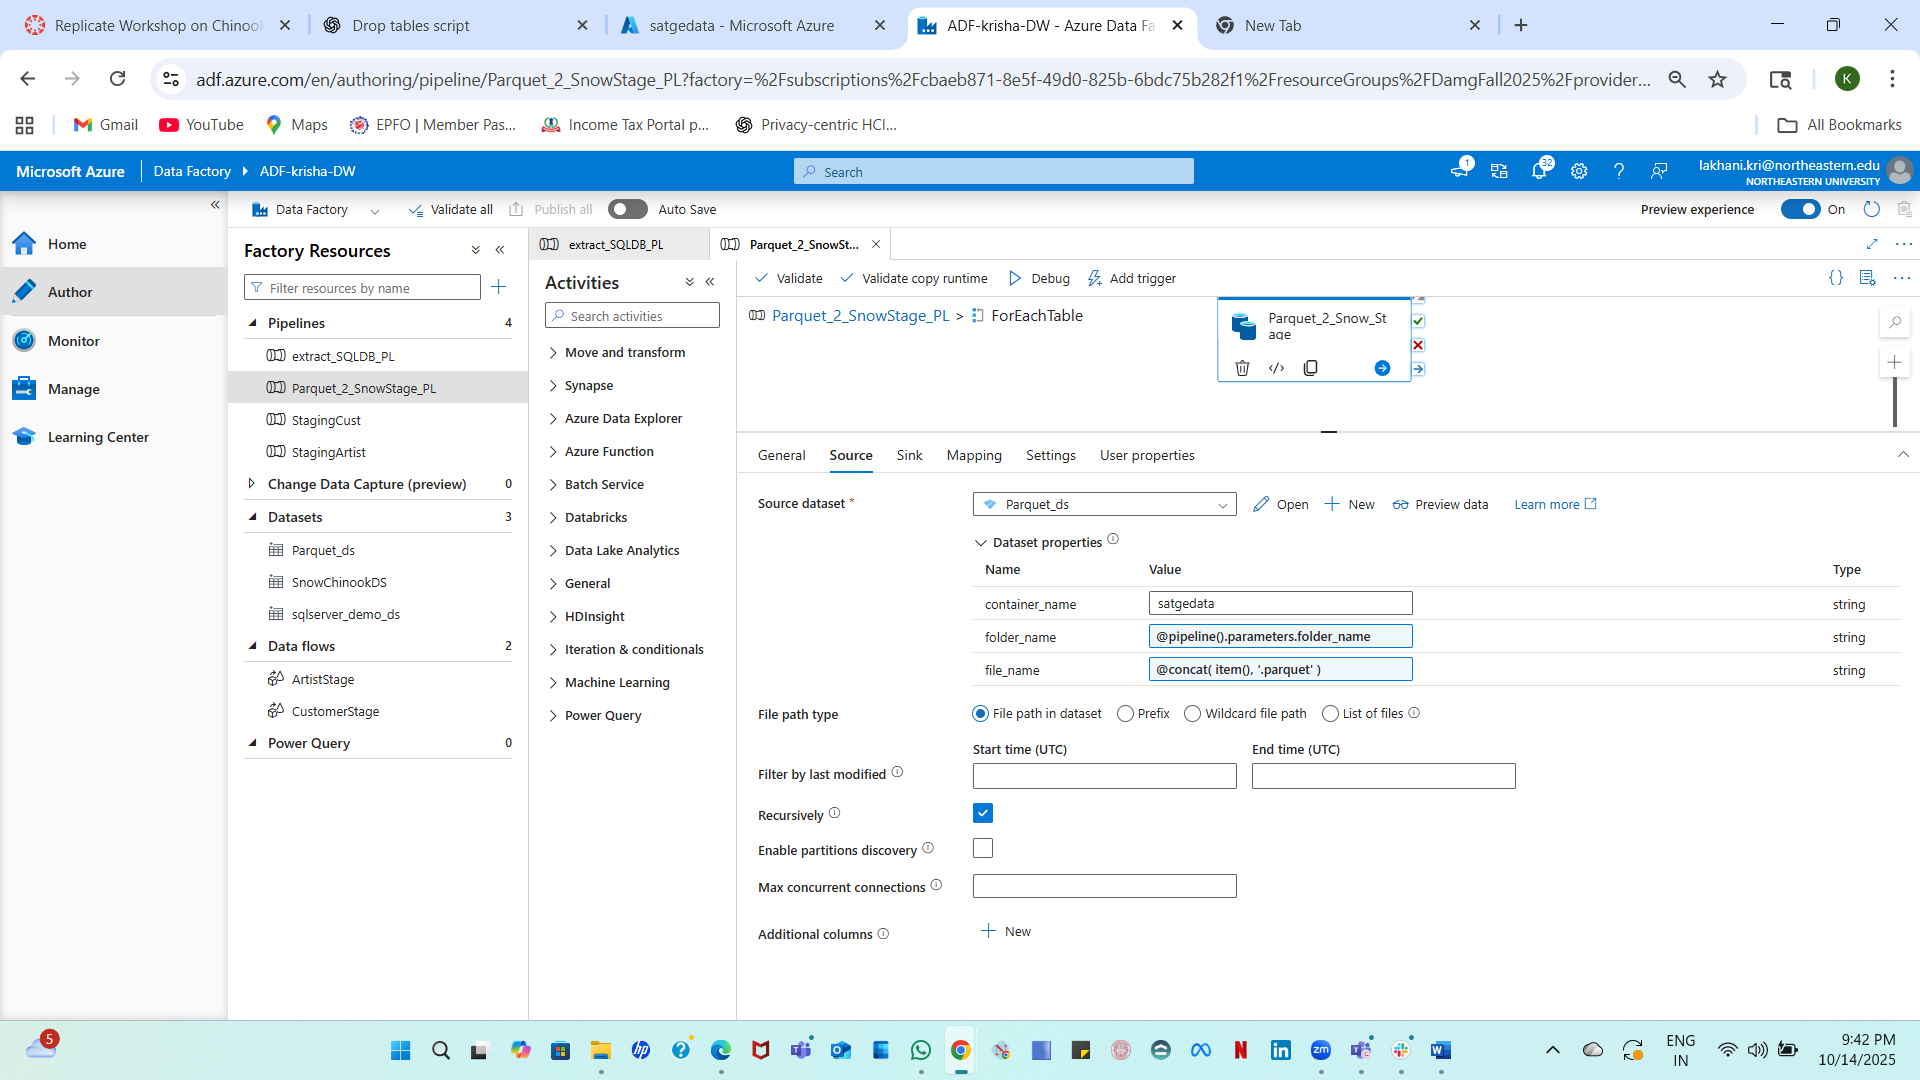 Replicate Workshop on Chinook
Drop tables script
satgedata - Microsoft Azure
ADF-krisha-DW - Azure Data Fa
New Tab
adf.azure.com/en/authoring/pipeline/Parquet_2_SnowStage_PL?factory=%2Fsubscriptions%2Fcbaeb871-8e5f-49d0-825b-6bdc75b282f1%2FresourceGroups%2FDamgFall2025%2Fprovider...
K
Gmail
YouTube
Maps
EPFO | Member Pas...
Income Tax Portal p...
Privacy-centric HCI...
All Bookmarks
Microsoft Azure
Data Factory
ADF-krisha-DW
Search
1
32
lakhani.kri@northeastern.edu
NORTHEASTERN UNIVERSITY
Data Factory
Validate all
Publish all
Auto Save
Preview experience
On
Home
Author
Monitor
Manage
Learning Center
Factory Resources
Filter resources by name
Pipelines 4
extract_SQLDB_PL
Parquet_2_SnowStage_PL
StagingCust
StagingArtist
Change Data Capture (preview) 0
Datasets 3
Parquet_ds
SnowChinookDS
sqlserver_demo_ds
Data flows 2
ArtistStage
CustomerStage
Power Query 0
extract_SQLDB_PL
Parquet_2_SnowSt...
Activities
Search activities
Move and transform
Synapse
Azure Data Explorer
Azure Function
Batch Service
Databricks
Data Lake Analytics
General
HDInsight
Iteration & conditionals
Machine Learning
Power Query
Validate
Validate copy runtime
Debug
Add trigger
Parquet_2_SnowStage_PL > ForEachTable
Parquet_2_Snow_St
age
General
Source
Sink
Mapping
Settings
User properties
Source dataset *
Parquet_ds
Open
New
Preview data
Learn more
Dataset properties
Name Value Type
container_name satgedata string
folder_name @pipeline().parameters.folder_name string
file_name @concat( item(), '.parquet' ) string
File path type
File path in dataset
Prefix
Wildcard file path
List of files
Start time (UTC)
End time (UTC)
Filter by last modified
Recursively
Enable partitions discovery
Max concurrent connections
Additional columns
New
5
ENG
IN
9:42 PM
10/14/2025